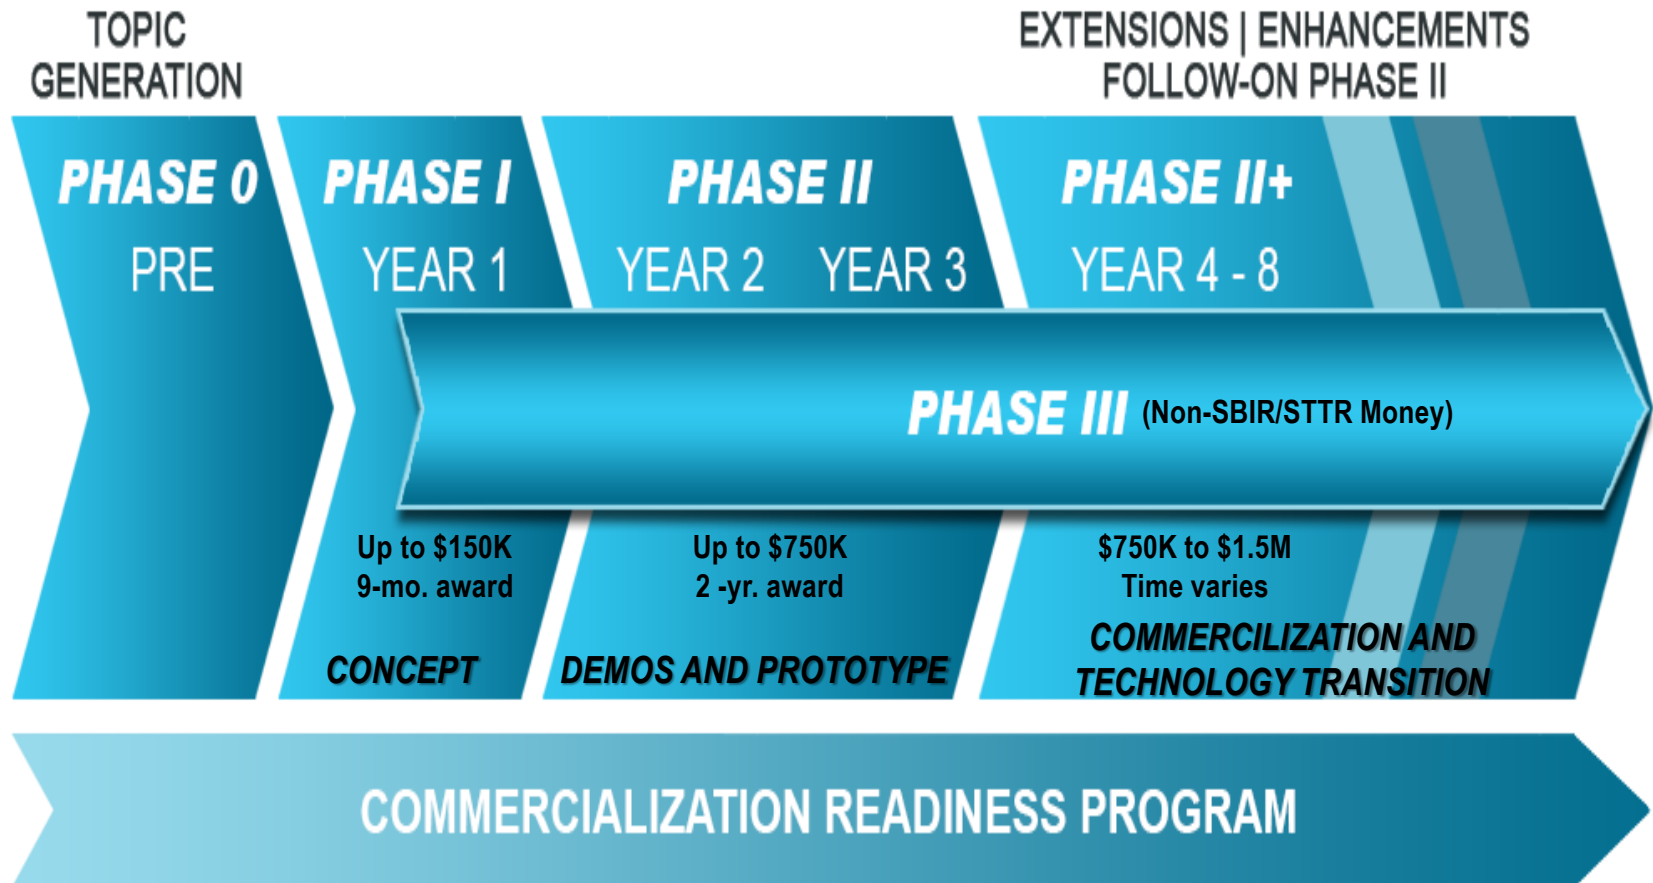 TOPIC
GENERATION
EXTENSIONS | ENHANCEMENTS
FOLLOW-ON PHASE II
PHASE 0
PRE
PHASE I
YEAR 1
PHASE II
YEAR 2 YEAR 3
PHASE II+
YEAR 4 - 8
PHASE III (Non-SBIR/STTR Money)
Up to $150K
9-mo. award
CONCEPT
Up to $750K
2 -yr. award
DEMOS AND PROTOTYPE
$750K to $1.5M
Time varies
COMMERCILIZATION AND
TECHNOLOGY TRANSITION
COMMERCIALIZATION READINESS PROGRAM